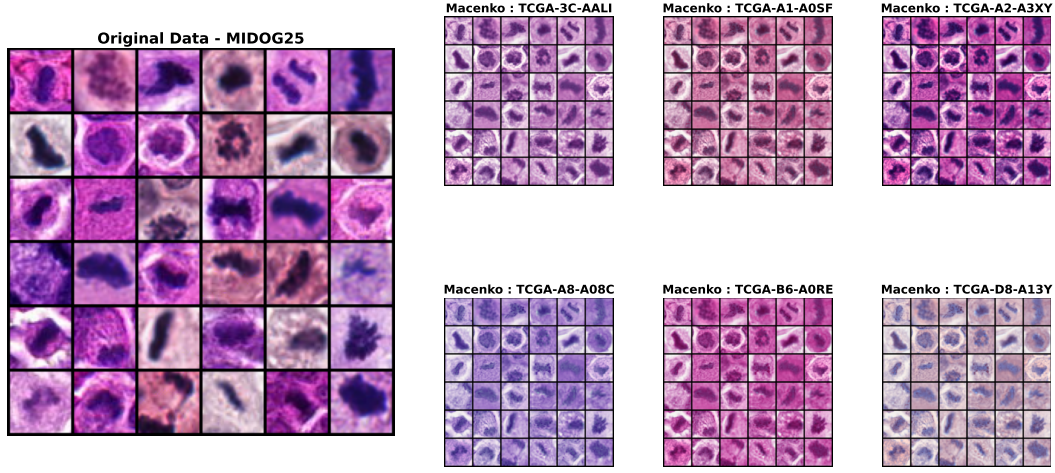 Original Data - MIDOG25
Macenko : TCGA-3C-AALI
Macenko : TCGA-A1-A0SF
Macenko : TCGA-A2-A3XY
Macenko : TCGA-A8-A08C
Macenko : TCGA-B6-A0RE
Macenko : TCGA-D8-A13Y